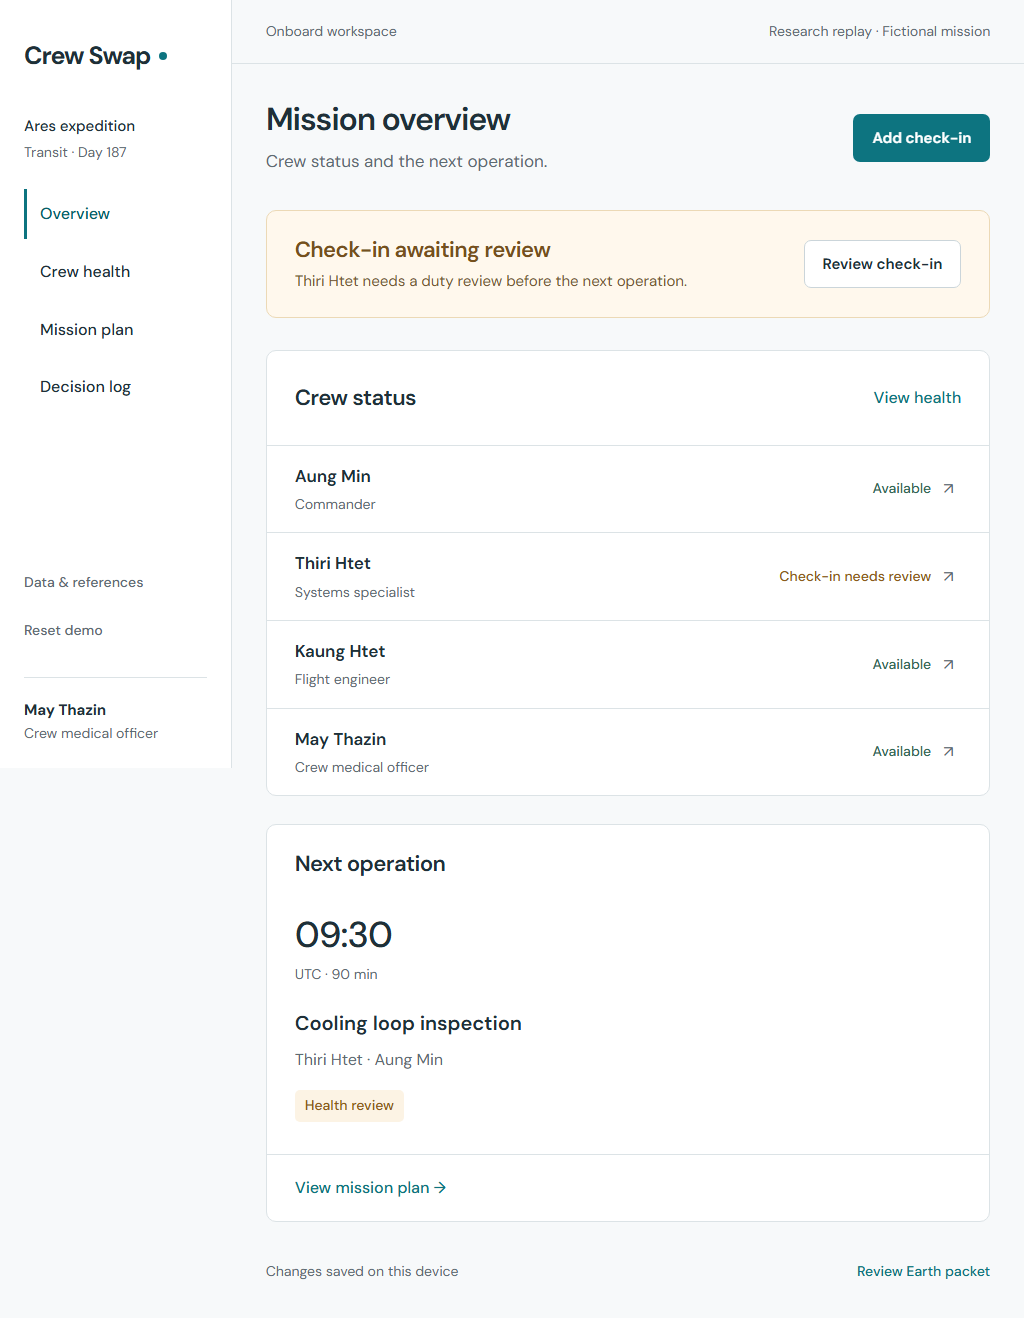 Crew Swap
Ares expedition
Transit · Day 187
Overview
Crew health
Mission plan
Decision log
Data & references
Reset demo
May Thazin
Crew medical officer
Onboard workspace
Research replay · Fictional mission
Mission overview
Crew status and the next operation.
Add check-in
Check-in awaiting review
Thiri Htet needs a duty review before the next operation.
Review check-in
Crew status
View health
Aung Min
Commander
Available
Thiri Htet
Systems specialist
Check-in needs review
Kaung Htet
Flight engineer
Available
May Thazin
Crew medical officer
Available
Next operation
09:30
UTC · 90 min
Cooling loop inspection
Thiri Htet · Aung Min
Health review
View mission plan →
Changes saved on this device
Review Earth packet